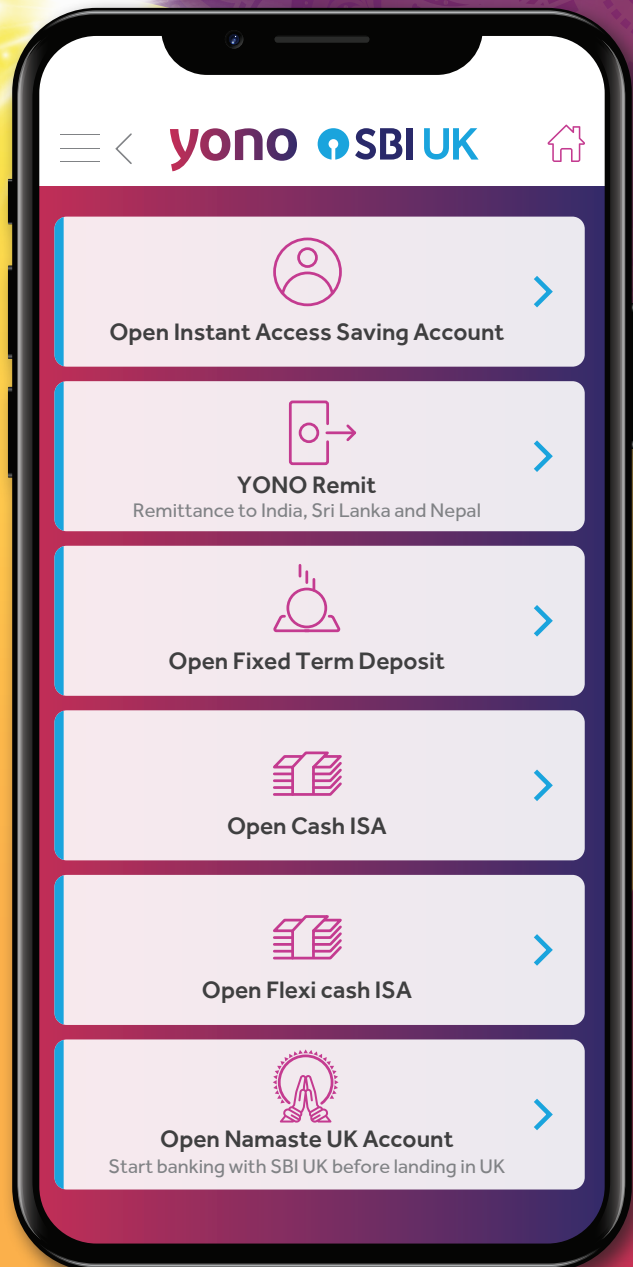 yono SBI UK
Open Instant Access Saving Account
YONO Remit
Remittance to India, Sri Lanka and Nepal
Open Fixed Term Deposit
Open Cash ISA
Open Flexi cash ISA
Open Namaste UK Account
Start banking with SBI UK before landing in UK